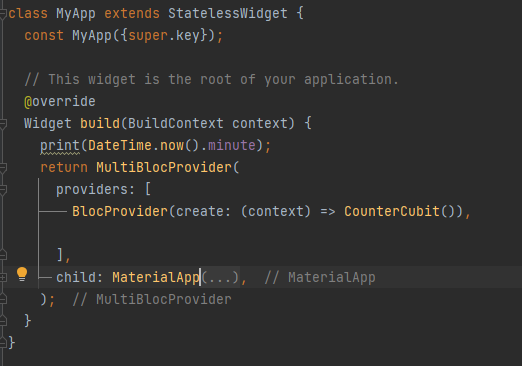 class MyApp extends StatelessWidget {
  const MyApp({super.key});

  // This widget is the root of your application.
  @override
  Widget build(BuildContext context) {
    print(DateTime.now().minute);
    return MultiBlocProvider(
      providers: [
        BlocProvider(create: (context) => CounterCubit()),

      ],
      child: MaterialApp(...),  // MaterialApp
    );  // MultiBlocProvider
  }
}